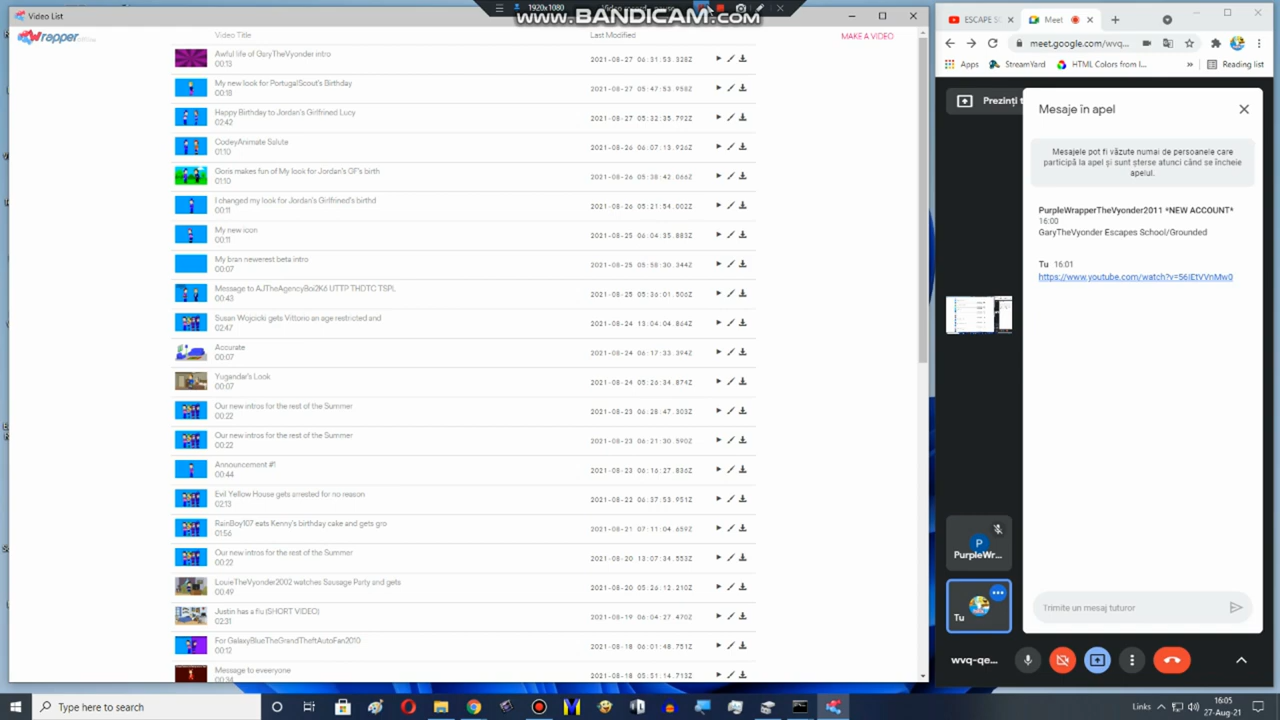 Video List
1920x1080
www.BANDICAM.com
Wrapper
Video Title
Last Modified
MAKE A VIDEO
Awful life of GaryTheVyonder intro
00:13
2021-08-27 06:31:53.328Z
My new look for PortugalScout's Birthday
00:18
2021-08-27 05:47:53.958Z
Happy Birthday to Jordan's Girlfrined Lucy
02:42
2021-08-27 05:32:35.792Z
CodeyAnimate Salute
01:10
2021-08-26 06:07:13.926Z
Goris makes fun of My look for Jordan's GF's birth
01:10
2021-08-26 05:38:42.066Z
I changed my look for Jordan's Girlfrined's birthd
00:11
2021-08-26 05:21:54.002Z
My new icon
00:11
2021-08-25 06:04:35.883Z
My bran newerest beta intro
00:07
2021-08-25 05:58:30.344Z
Message to AJTheAgencyBoi2K6 UTTP THDTC TSPL
00:43
2021-08-25 05:36:01.506Z
Susan Wojcicki gets Vittorio an age restricted and
02:47
2021-08-24 13:04:04.864Z
Accurate
00:07
2021-08-24 06:17:33.394Z
Yugandar's Look
00:07
2021-08-24 05:26:34.874Z
Our new intros for the rest of the Summer
00:22
2021-08-23 06:28:47.303Z
Our new intros for the rest of the Summer
00:22
2021-08-23 06:21:30.590Z
Announcement #1
00:44
2021-08-23 06:16:27.836Z
Evil Yellow House gets arrested for no reason
02:13
2021-08-22 06:37:53.951Z
RainBoy107 eats Kenny's birthday cake and gets gro
01:56
2021-08-21 07:11:04.659Z
Our new intros for the rest of the Summer
00:22
2021-08-20 13:07:34.553Z
LouieTheVyonder2002 watches Sausage Party and gets
00:49
2021-08-20 05:26:12.210Z
Justin has a flu (SHORT VIDEO)
02:31
2021-08-19 06:04:27.470Z
For GalaxyBlueTheGrandTheftAutoFan2010
00:12
2021-08-18 06:01:48.751Z
Message to eveeryone
00:34
2021-08-18 05:51:14.713Z
ESCAPE SC
Meet
meet.google.com/wvq...
Apps
StreamYard
HTML Colors from I...
»
Reading list
Prezinți t
Mesaje în apel
Mesajele pot fi văzute numai de persoanele care
participă la apel și sunt șterse atunci când se încheie
apelul.
PurpleWrapperTheVyonder2011 *NEW ACCOUNT*
16:00
GaryTheVyonder Escapes School/Grounded
Tu 16:01
https://www.youtube.com/watch?v=56IEtVVnMw0
P
PurpleWr...
Tu
Trimite un mesaj tuturor
wvq-qe...
Type here to search
Links
16:05
27-Aug-21